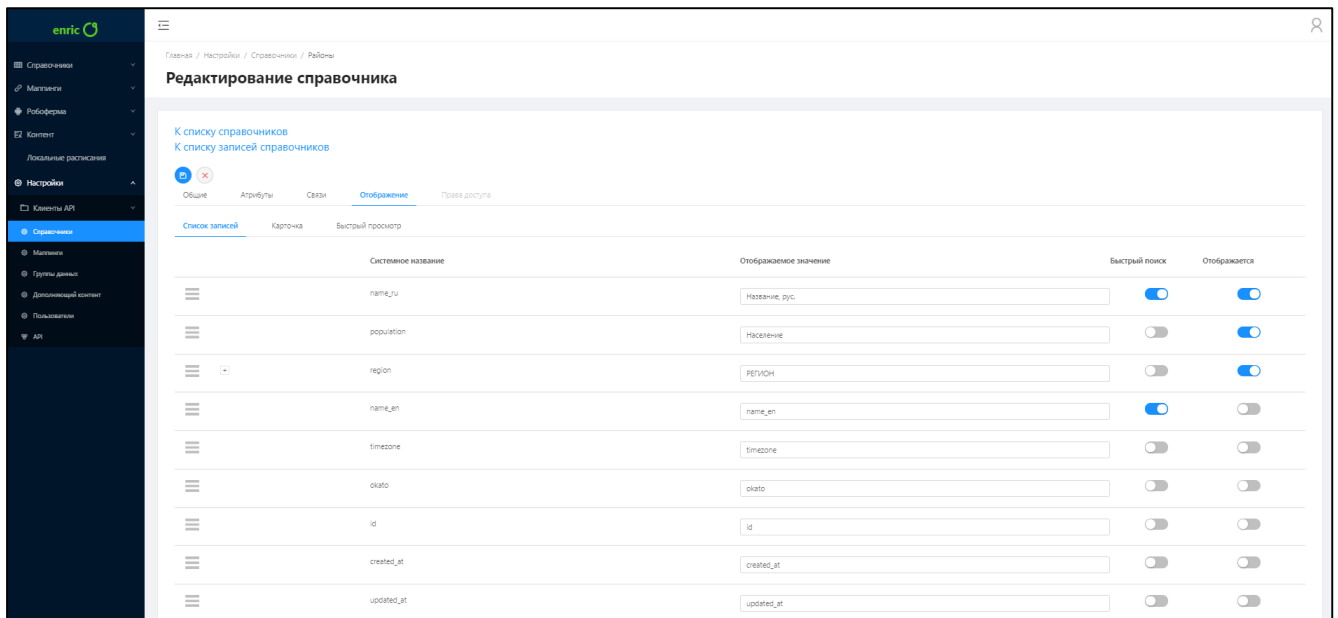 enric
Справочники
Маппинги
Робоферма
Контент
Локальные расписания
Настройки
Клиенты API
Справочники
Маппинги
Группы данных
Дополняющий контент
Пользователи
API
Главная / Настройки / Справочники / Районы
Редактирование справочника
К списку справочников
К списку записей справочников
Общие Атрибуты Связи Отображение Права доступа
Список записей Карточка Быстрый просмотр
Системное название Отображаемое значение Быстрый поиск Отображается
name_ru Название, рус.
population Население
region РЕГИОН
name_en name_en
timezone timezone
okato okato
id id
created_at created_at
updated_at updated_at